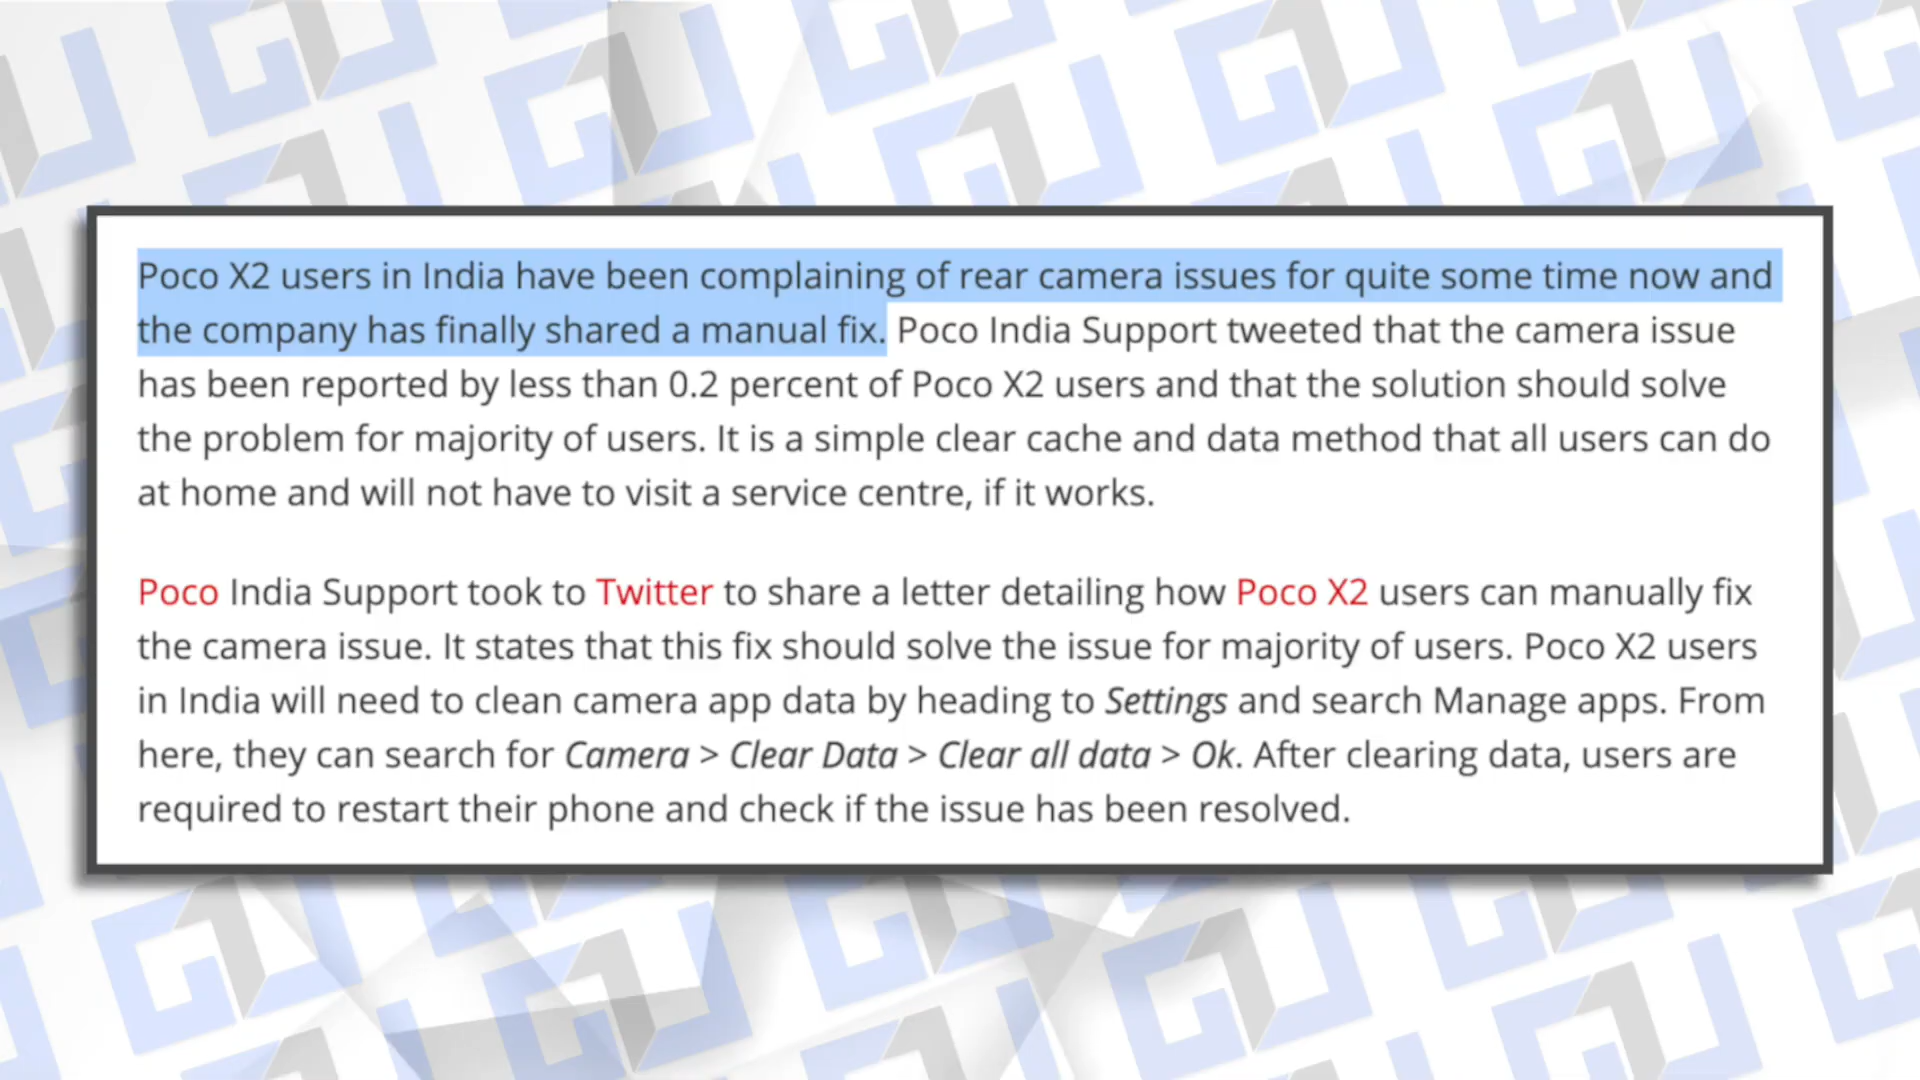 Poco X2 users in India have been complaining of rear camera issues for quite some time now and
the company has finally shared a manual fix. Poco India Support tweeted that the camera issue
has been reported by less than 0.2 percent of Poco X2 users and that the solution should solve
the problem for majority of users. It is a simple clear cache and data method that all users can do
at home and will not have to visit a service centre, if it works.
Poco India Support took to Twitter to share a letter detailing how Poco X2 users can manually fix
the camera issue. It states that this fix should solve the issue for majority of users. Poco X2 users
in India will need to clean camera app data by heading to Settings and search Manage apps. From
here, they can search for Camera > Clear Data > Clear all data > Ok. After clearing data, users are
required to restart their phone and check if the issue has been resolved.